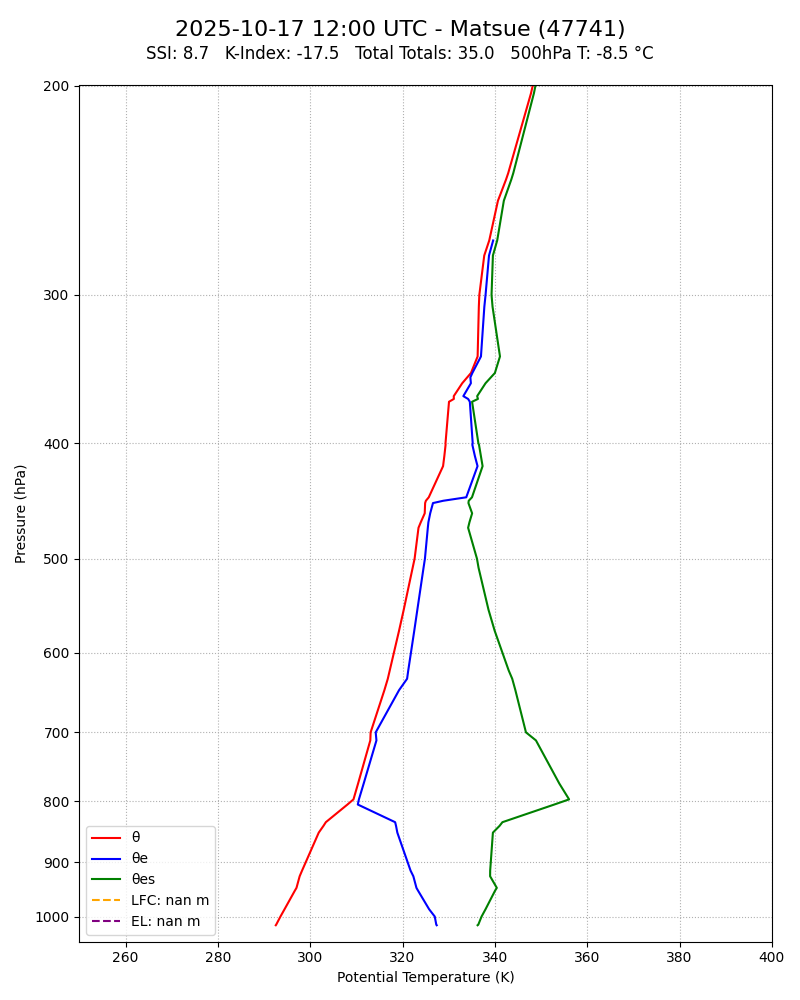 2025-10-17 12:00 UTC - Matsue (47741)
SSI: 8.7   K-Index: -17.5   Total Totals: 35.0   500hPa T: -8.5 °C
200
300
400
500
600
700
800
900
1000
Pressure (hPa)
θ
θe
θes
LFC: nan m
EL: nan m
260
280
300
320
340
360
380
400
Potential Temperature (K)